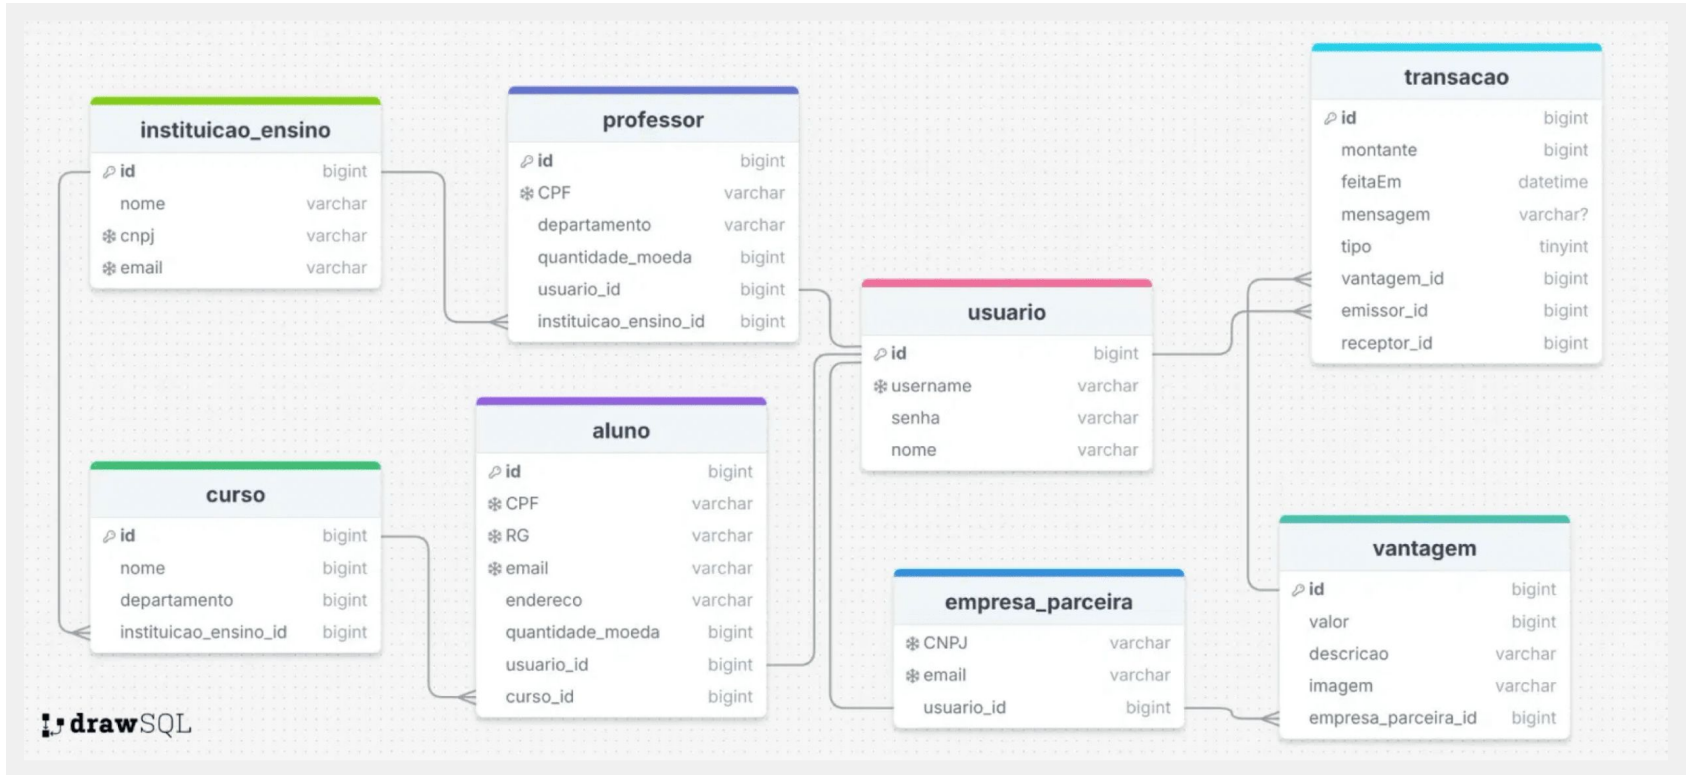 instituicao_ensino
id bigint
nome varchar
cnpj varchar
email varchar
professor
id bigint
CPF varchar
departamento varchar
quantidade_moeda bigint
usuario_id bigint
instituicao_ensino_id bigint
transacao
id bigint
montante bigint
feitaEm datetime
mensagem varchar?
tipo tinyint
vantagem_id bigint
emissor_id bigint
receptor_id bigint
usuario
id bigint
username varchar
senha varchar
nome varchar
curso
id bigint
nome bigint
departamento bigint
instituicao_ensino_id bigint
aluno
id bigint
CPF varchar
RG varchar
email varchar
endereco varchar
quantidade_moeda bigint
usuario_id bigint
curso_id bigint
empresa_parceira
CNPJ varchar
email varchar
usuario_id bigint
vantagem
id bigint
valor bigint
descricao varchar
imagem varchar
empresa_parceira_id bigint
drawSQL